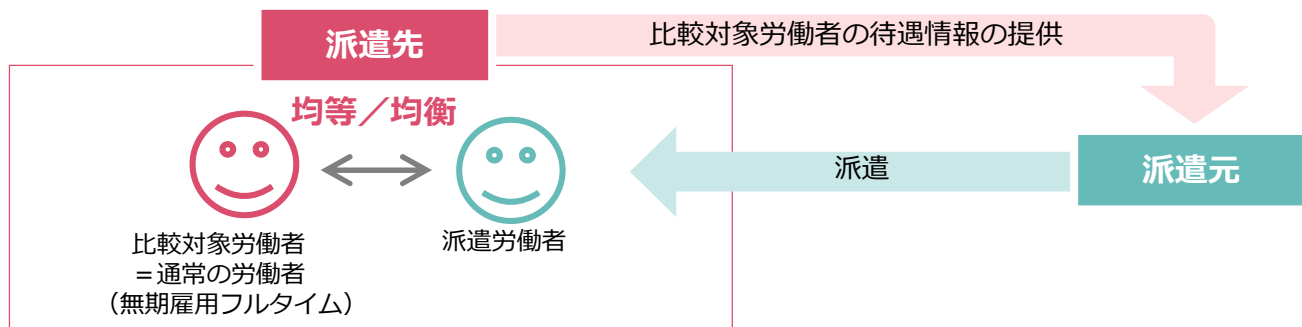 派遣先
比較対象労働者の待遇情報の提供
均等／均衡
派遣
派遣元
比較対象労働者
＝通常の労働者
（無期雇用フルタイム）
派遣労働者